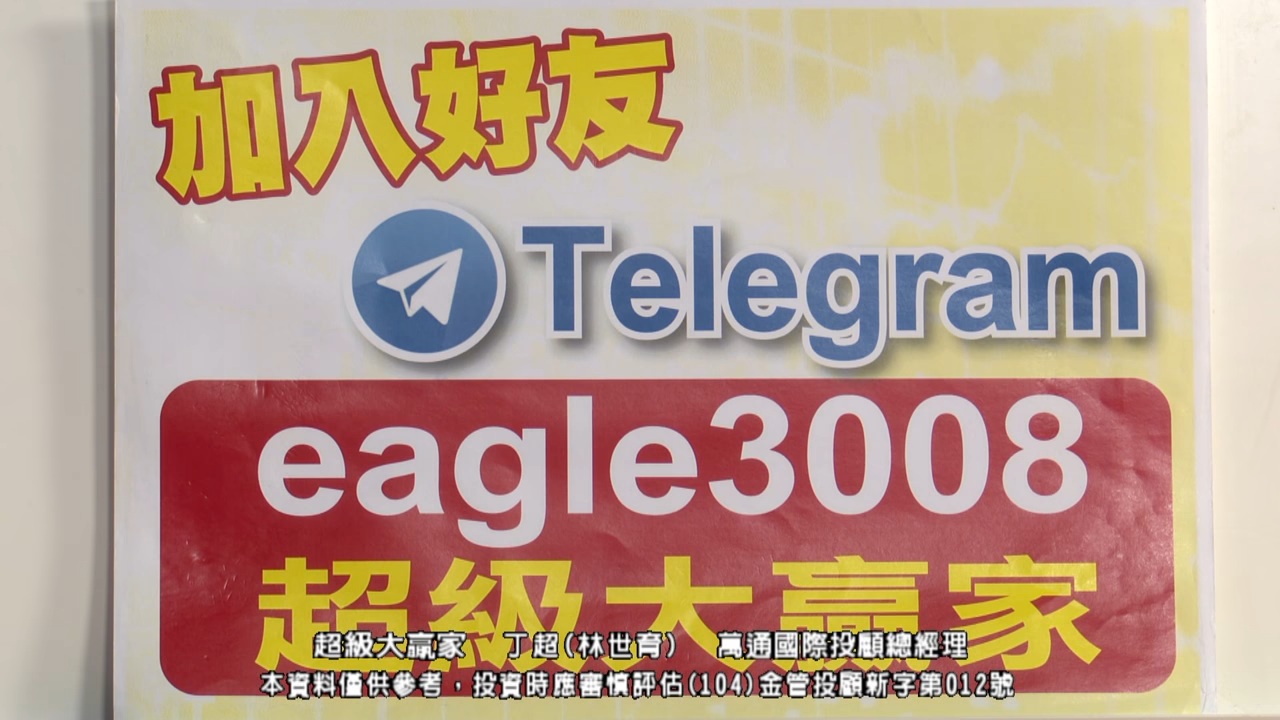 加入好友
Telegram
eagle3008
超級大贏家
超級大贏家 丁超(林世育) 萬通國際投顧總經理
本資料僅供參考，投資時應審慎評估(104)金管投顧新字第012號